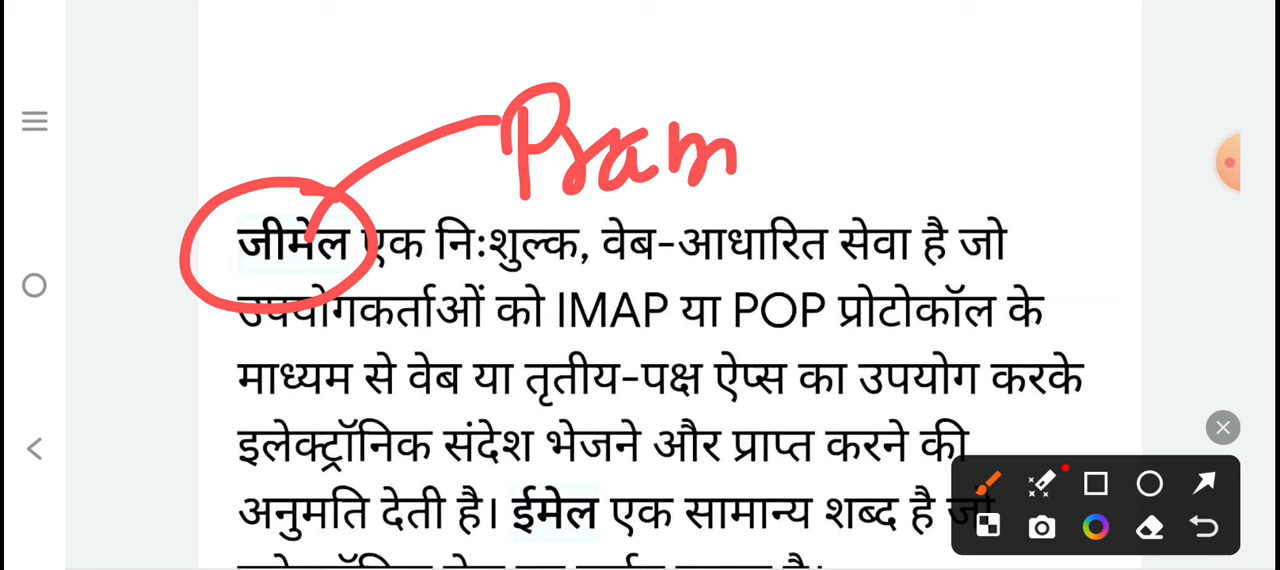 जीमेल एक निःशुल्क, वेब-आधारित सेवा है जो
उपयोगकर्ताओं को IMAP या POP प्रोटोकॉल के
माध्यम से वेब या तृतीय-पक्ष ऐप्स का उपयोग करके
इलेक्ट्रॉनिक संदेश भेजने और प्राप्त करने की
अनुमति देती है। ईमेल एक सामान्य शब्द है जो